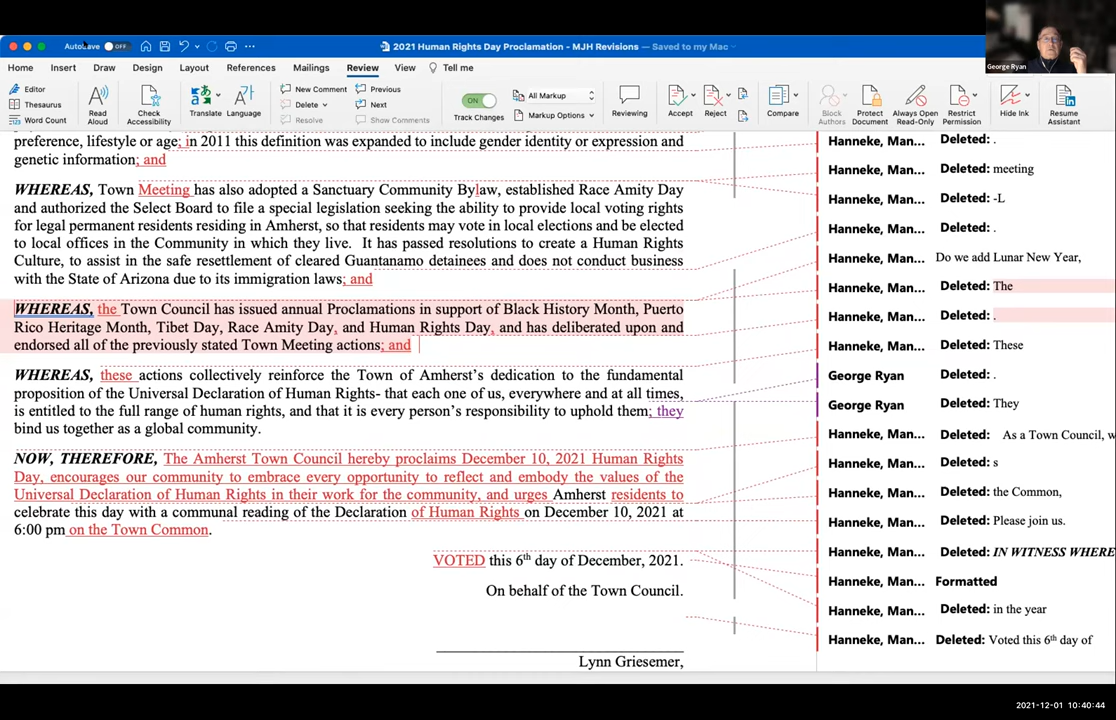 AutoSave OFF 2021 Human Rights Day Proclamation - MJH Revisions — Saved to my Mac
George Ryan
Home Insert Draw Design Layout References Mailings Review View Tell me
Editor
Thesaurus
Word Count
Read Aloud
Check Accessibility
Translate
Language
New Comment
Delete
Resolve
Previous
Next
Show Comments
ON
Track Changes
All Markup
Markup Options
Reviewing
Accept
Reject
Compare
Block Authors
Protect Document
Always Open Read-Only
Restrict Permission
Hide Ink
Resume Assistant
preference, lifestyle or age; in 2011 this definition was expanded to include gender identity or expression and
genetic information; and
WHEREAS, Town Meeting has also adopted a Sanctuary Community Bylaw, established Race Amity Day
and authorized the Select Board to file a special legislation seeking the ability to provide local voting rights
for legal permanent residents residing in Amherst, so that residents may vote in local elections and be elected
to local offices in the Community in which they live. It has passed resolutions to create a Human Rights
Culture, to assist in the safe resettlement of cleared Guantanamo detainees and does not conduct business
with the State of Arizona due to its immigration laws; and
WHEREAS, the Town Council has issued annual Proclamations in support of Black History Month, Puerto
Rico Heritage Month, Tibet Day, Race Amity Day, and Human Rights Day, and has deliberated upon and
endorsed all of the previously stated Town Meeting actions; and
WHEREAS, these actions collectively reinforce the Town of Amherst's dedication to the fundamental
proposition of the Universal Declaration of Human Rights- that each one of us, everywhere and at all times,
is entitled to the full range of human rights, and that it is every person's responsibility to uphold them; they
bind us together as a global community.
NOW, THEREFORE, The Amherst Town Council hereby proclaims December 10, 2021 Human Rights
Day, encourages our community to embrace every opportunity to reflect and embody the values of the
Universal Declaration of Human Rights in their work for the community, and urges Amherst residents to
celebrate this day with a communal reading of the Declaration of Human Rights on December 10, 2021 at
6:00 pm on the Town Common.
VOTED this 6th day of December, 2021.
On behalf of the Town Council.
Lynn Griesemer,
Hanneke, Man... Deleted: .
Hanneke, Man... Deleted: meeting
Hanneke, Man... Deleted: -L
Hanneke, Man... Deleted: .
Hanneke, Man... Do we add Lunar New Year,
Hanneke, Man... Deleted: The
Hanneke, Man... Deleted: .
Hanneke, Man... Deleted: These
George Ryan Deleted: .
George Ryan Deleted: They
Hanneke, Man... Deleted: As a Town Council, w
Hanneke, Man... Deleted: s
Hanneke, Man... Deleted: the Common,
Hanneke, Man... Deleted: Please join us.
Hanneke, Man... Deleted: IN WITNESS WHERE
Hanneke, Man... Formatted
Hanneke, Man... Deleted: in the year
Hanneke, Man... Deleted: Voted this 6th day of
2021-12-01 10:40:44